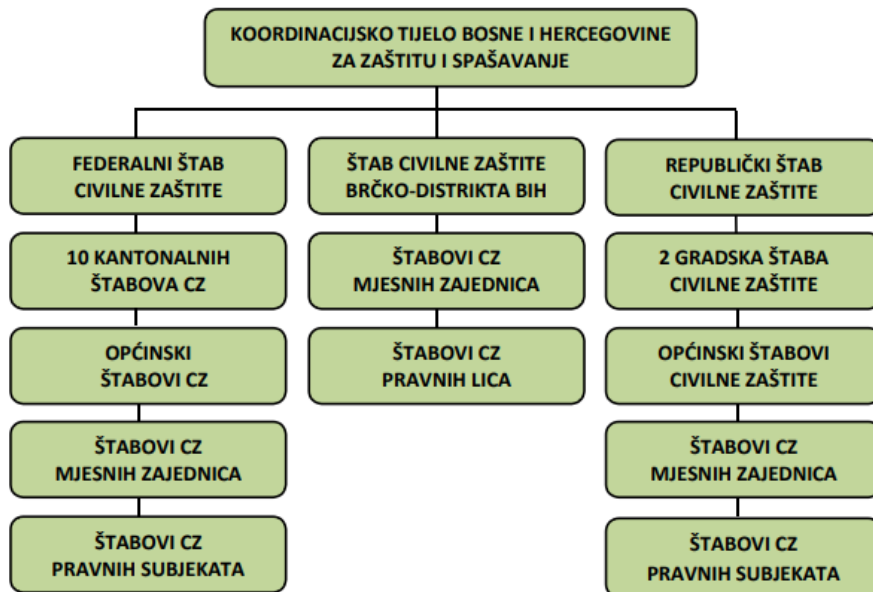 KOORDINACIJSKO TIJELO BOSNE I HERCEGOVINE
ZA ZAŠTITU I SPAŠAVANJE
FEDERALNI ŠTAB
CIVILNE ZAŠTITE
10 KANTONALNIH
ŠTABOVA CZ
OPĆINSKI
ŠTABOVI CZ
ŠTABOVI CZ
MJESNIH ZAJEDNICA
ŠTABOVI CZ
PRAVNIH SUBJEKATA
ŠTAB CIVILNE ZAŠTITE
BRČKO-DISTRIKTA BIH
ŠTABOVI CZ
MJESNIH ZAJEDNICA
ŠTABOVI CZ
PRAVNIH LICA
REPUBLIČKI ŠTAB
CIVILNE ZAŠTITE
2 GRADSKA ŠTABA
CIVILNE ZAŠTITE
OPĆINSKI ŠTABOVI
CIVILNE ZAŠTITE
ŠTABOVI CZ
MJESNIH ZAJEDNICA
ŠTABOVI CZ
PRAVNIH SUBJEKATA